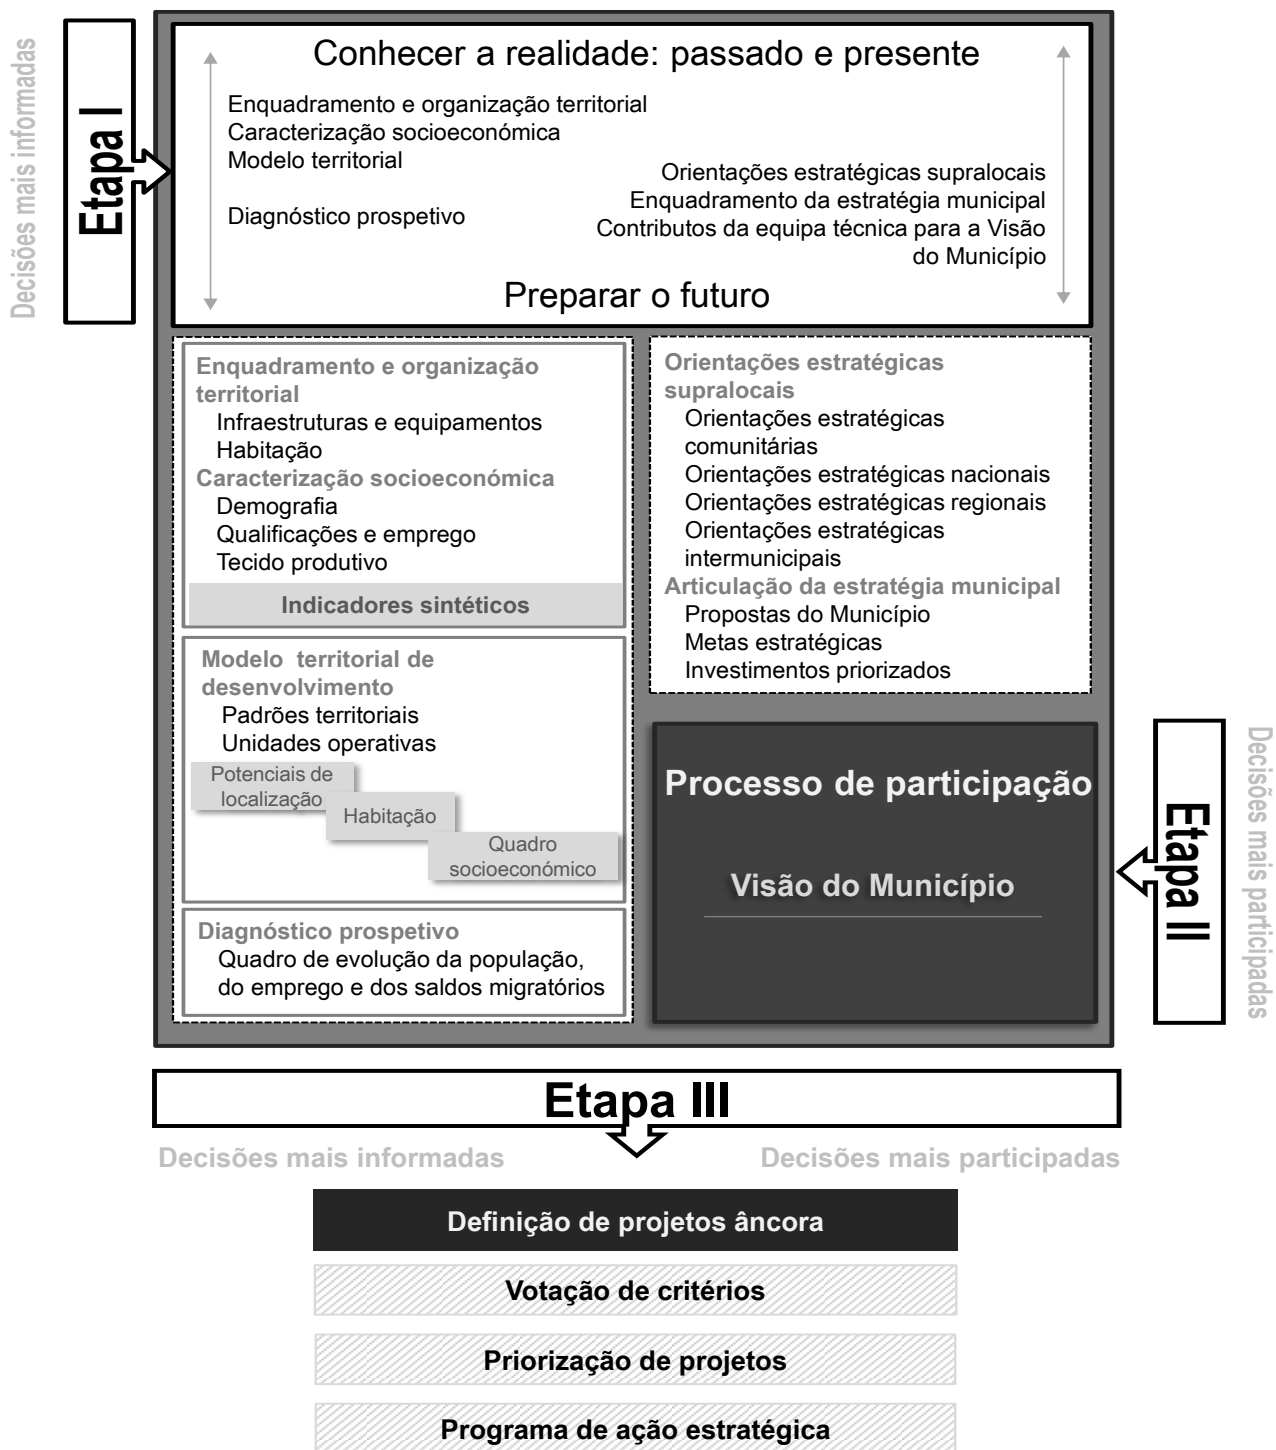 Decisões mais informadas
Etapa I
Conhecer a realidade: passado e presente
Enquadramento e organização territorial
Caracterização socioeconómica
Modelo territorial
Diagnóstico prospetivo
Orientações estratégicas supralocais
Enquadramento da estratégia municipal
Contributos da equipa técnica para a Visão
do Município
Preparar o futuro
Enquadramento e organização
territorial
Infraestruturas e equipamentos
Habitação
Caracterização socioeconómica
Demografia
Qualificações e emprego
Tecido produtivo
Indicadores sintéticos
Modelo territorial de
desenvolvimento
Padrões territoriais
Unidades operativas
Potenciais de
localização
Habitação
Quadro
socioeconómico
Diagnóstico prospetivo
Quadro de evolução da população,
do emprego e dos saldos migratórios
Orientações estratégicas
supralocais
Orientações estratégicas
comunitárias
Orientações estratégicas nacionais
Orientações estratégicas regionais
Orientações estratégicas
intermunicipais
Articulação da estratégia municipal
Propostas do Município
Metas estratégicas
Investimentos priorizados
Processo de participação
Visão do Município
Etapa II
Decisões mais participadas
Etapa III
Decisões mais informadas
Decisões mais participadas
Definição de projetos âncora
Votação de critérios
Priorização de projetos
Programa de ação estratégica